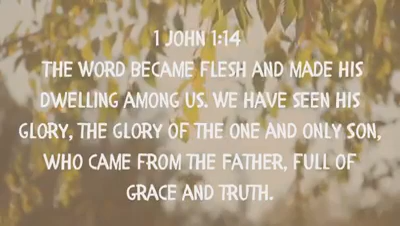 1 JOHN 1:14
THE WORD BECAME FLESH AND MADE HIS
DWELLING AMONG US. WE HAVE SEEN HIS
GLORY, THE GLORY OF THE ONE AND ONLY SON,
WHO CAME FROM THE FATHER, FULL OF
GRACE AND TRUTH.